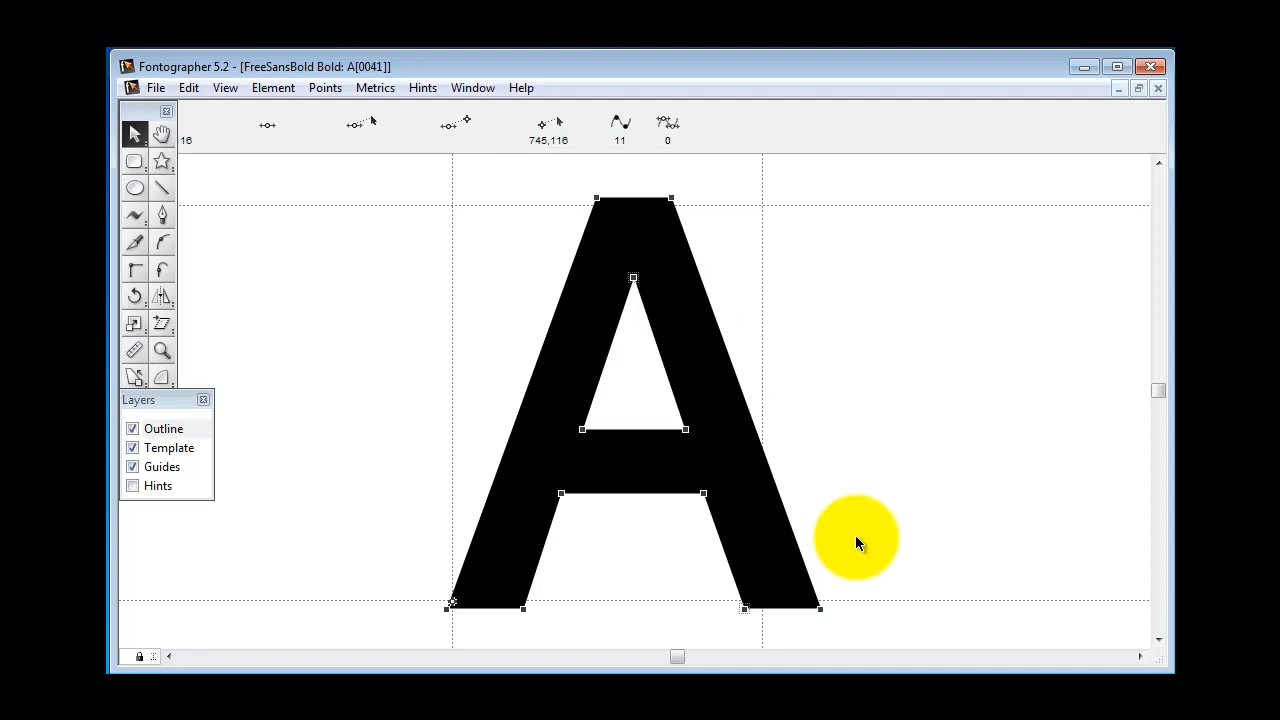 Fontographer 5.2 - [FreeSansBold Bold: A[0041]]
File Edit View Element Points Metrics Hints Window Help
16 745,116 11 0
A
Layers
Outline
Template
Guides
Hints